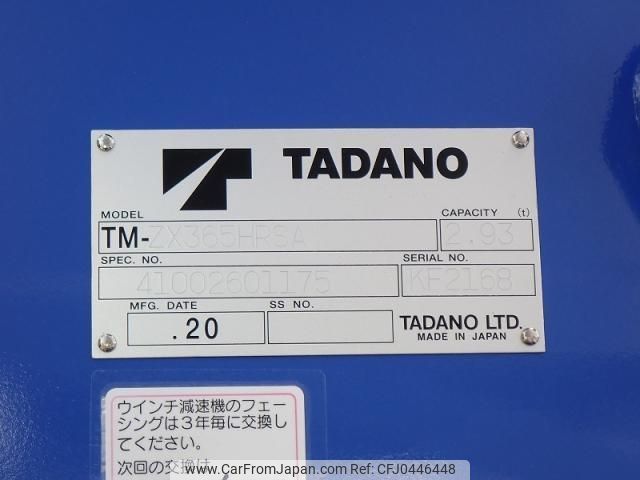 TADANO
MODEL
CAPACITY (t)
TM-ZX365HRSA
2.93
SPEC. NO.
SERIAL NO.
41002601175
KF2168
MFG. DATE
SS NO.
.20
TADANO LTD.
MADE IN JAPAN
ウインチ減速機のフェー
シングは3年毎に交換し
てください。
次回の交換は
www.CarFromJapan.com | Photo ID: CFJ0446448